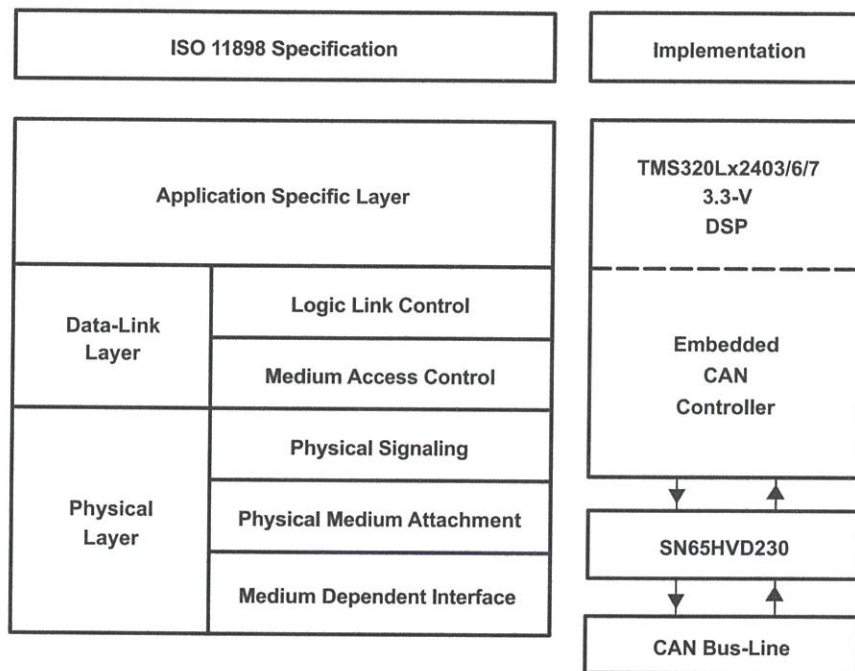 ISO 11898 Specification
Implementation
Application Specific Layer
Data-Link
Layer
Logic Link Control
Medium Access Control
Physical
Layer
Physical Signaling
Physical Medium Attachment
Medium Dependent Interface
TMS320Lx2403/6/7
3.3-V
DSP
Embedded
CAN
Controller
SN65HVD230
CAN Bus-Line